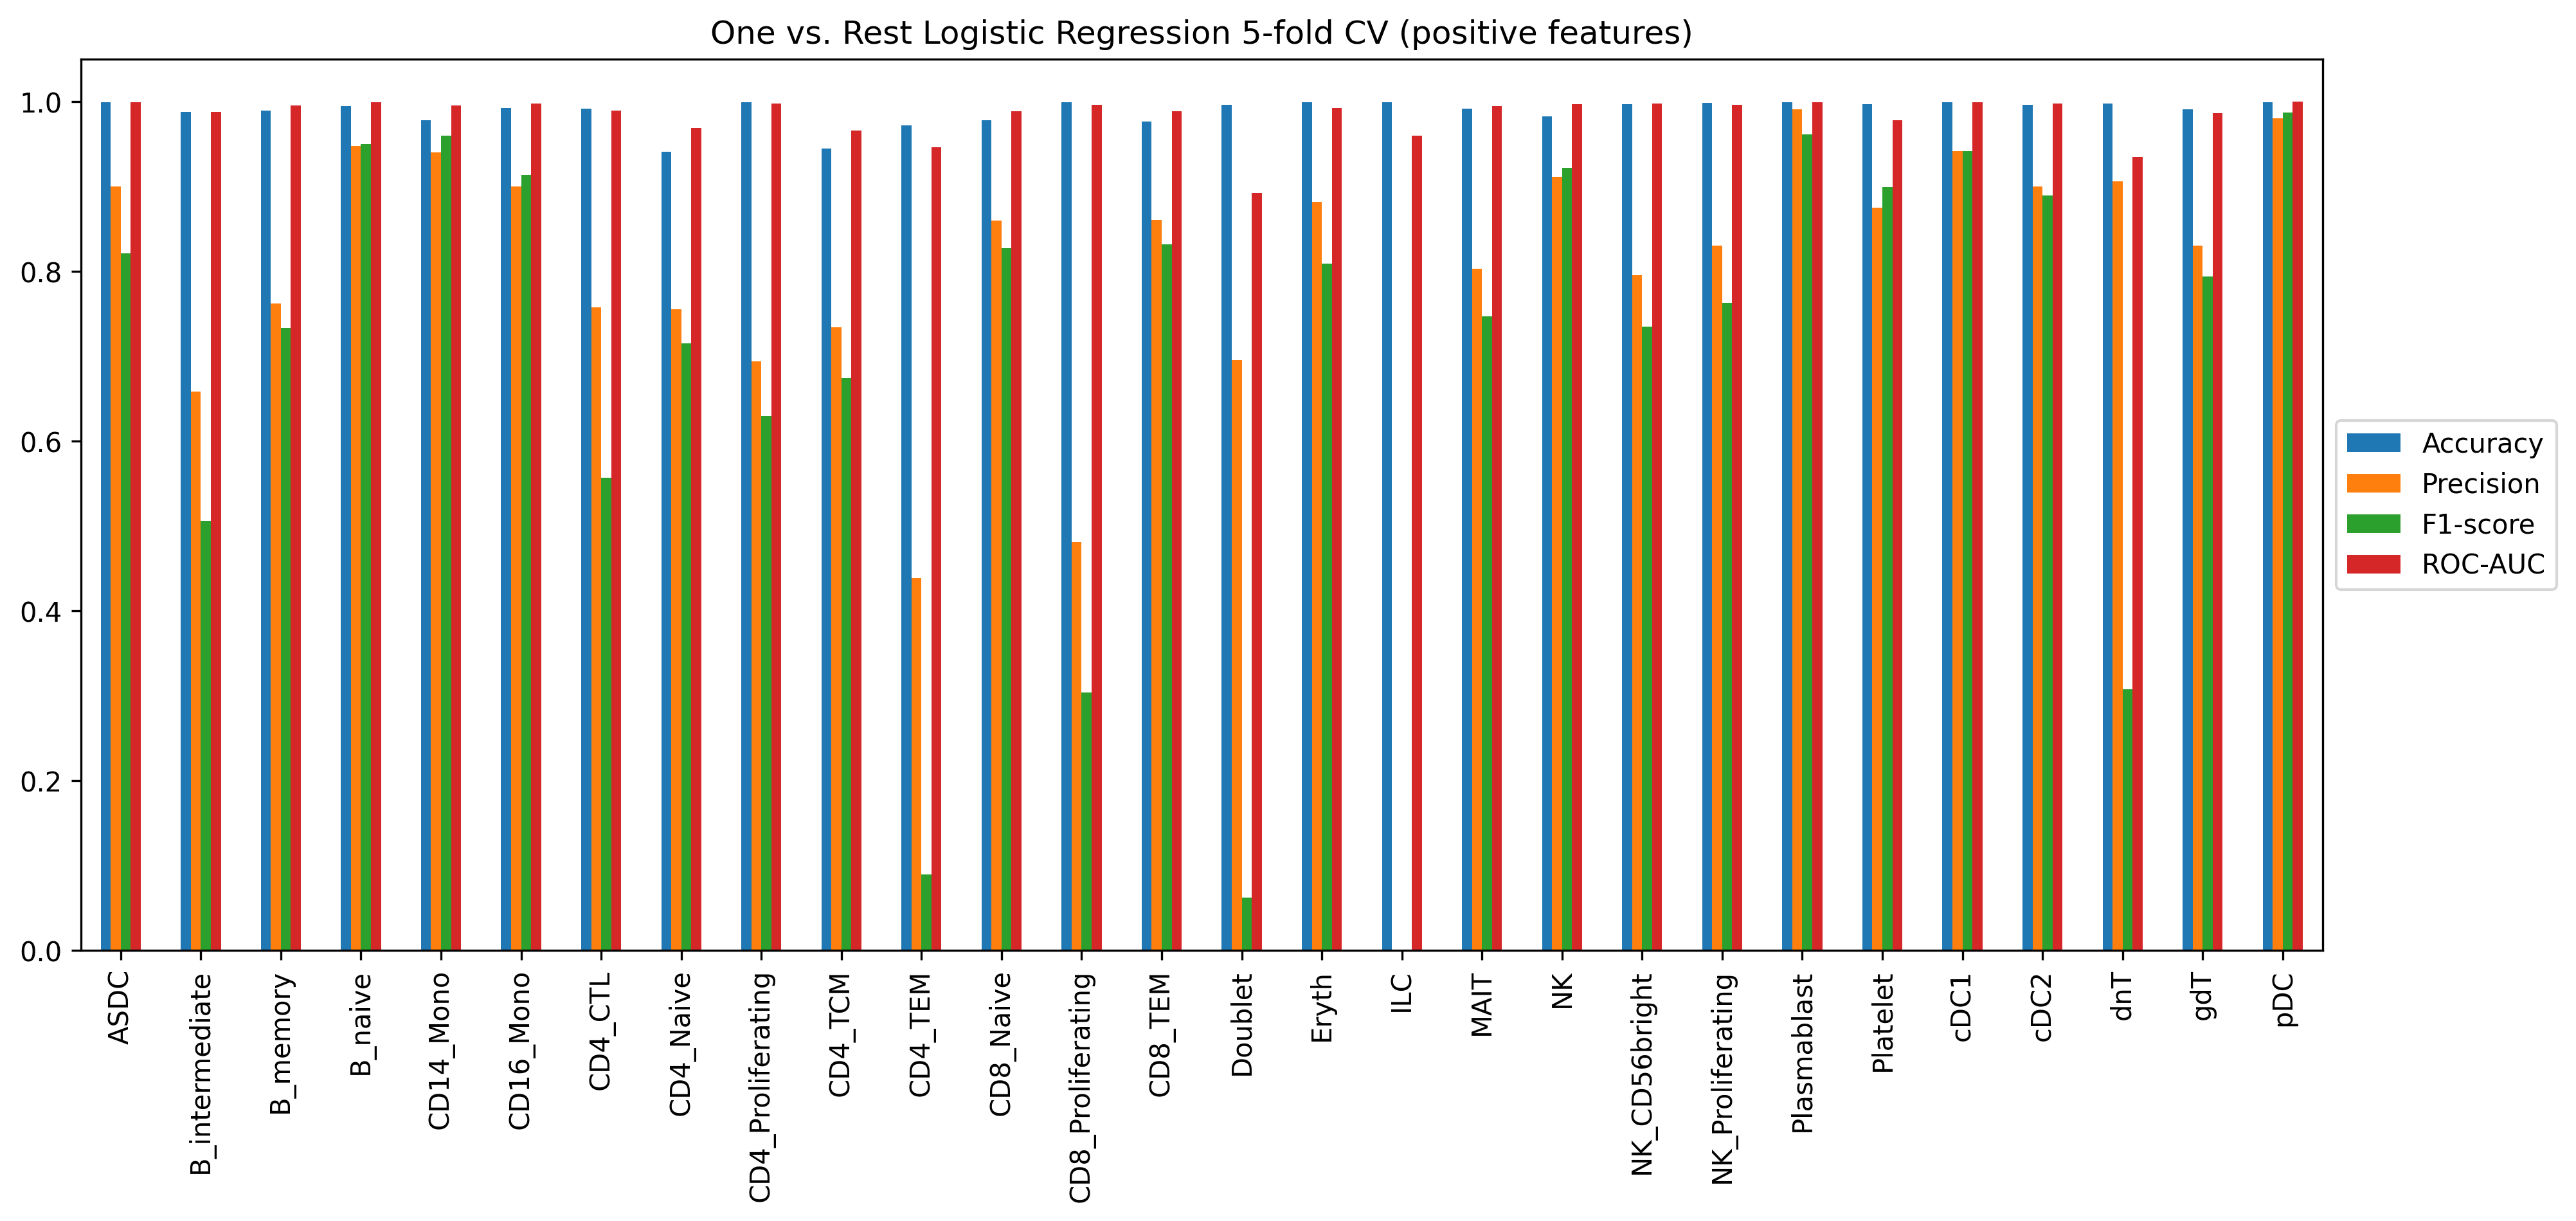 One vs. Rest Logistic Regression 5-fold CV (positive features)
1.0
0.8
0.6
0.4
0.2
0.0
Accuracy
Precision
F1-score
ROC-AUC
ASDC
B_intermediate
B_memory
B_naive
CD14_Mono
CD16_Mono
CD4_CTL
CD4_Naive
CD4_Proliferating
CD4_TCM
CD4_TEM
CD8_Naive
CD8_Proliferating
CD8_TEM
Doublet
Eryth
ILC
MAIT
NK
NK_CD56bright
NK_Proliferating
Plasmablast
Platelet
cDC1
cDC2
dnT
gdT
pDC